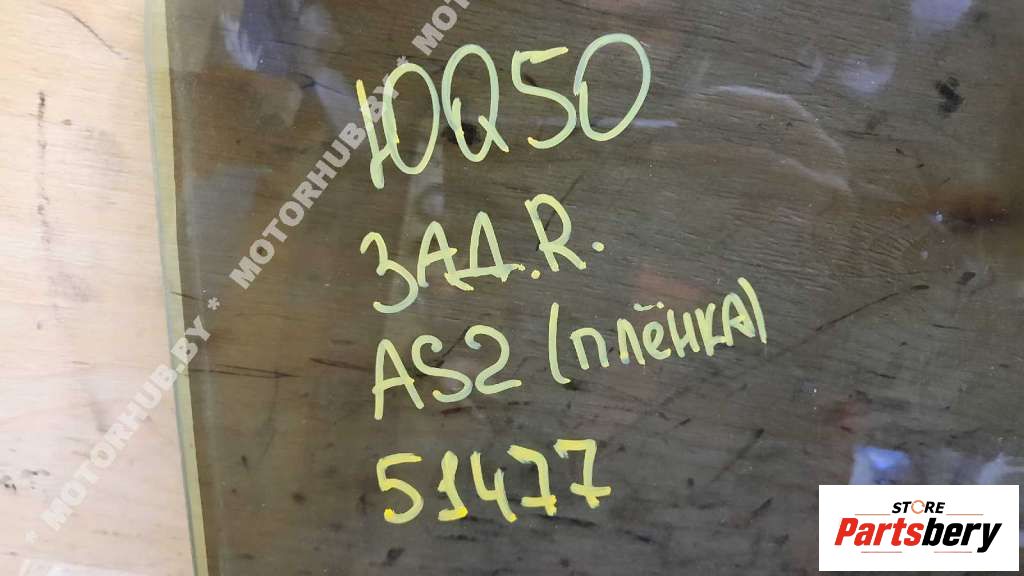 ЮQ50
ЗАД.R.
AS2 (плёнка)
51477
* MOTORHUB.BY * MOTORHUB.BY * MOTORHUB.BY *
STORE
Partsbery